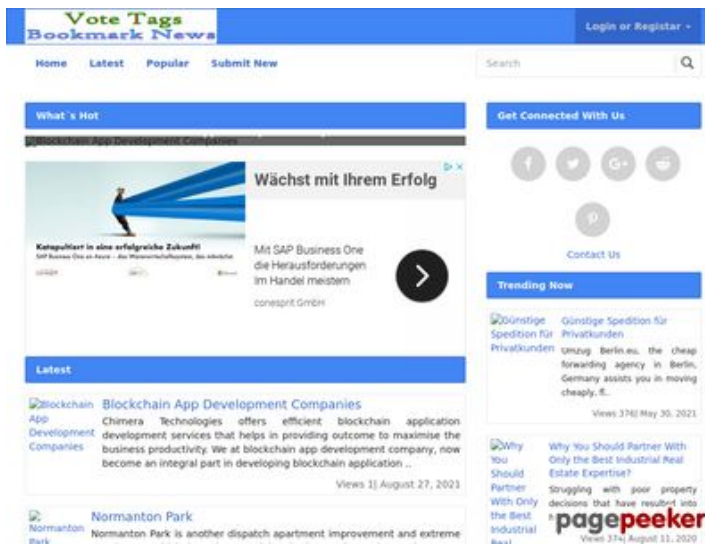 Vote Tags
Bookmark News
Login or Registar
Home Latest Popular Submit New
Search
What`s Hot
Blockchain App Development Companies
Wächst mit Ihrem Erfolg
Katapultiert in eine erfolgreiche Zukunft!
Mit SAP Business One
die Herausforderungen
im Handel meistern
conesprit GmbH
Latest
Blockchain
App
Development
Companies
Blockchain App Development Companies
Chimera Technologies offers efficient blockchain application
development services that helps in providing outcome to maximise the
business productivity. We at blockchain app development company, now
become an integral part in developing blockchain application ..
Views 1| August 27, 2021
Normanton
Park
Normanton Park
Normanton Park is another dispatch apartment improvement and extreme
Get Connected With Us
Contact Us
Trending Now
Günstige
Spedition für
Privatkunden
Günstige Spedition für
Privatkunden
Umzug Berlin.eu, the cheap
forwarding agency in Berlin,
Germany assists you in moving
cheaply, fl..
Views 376| May 30, 2021
Why
You
Should
Partner
With Only
the Best
Industrial
Real
Why You Should Partner With
Only the Best Industrial Real
Estate Expertise?
Struggling with poor property
decisions that have resulted into
Views 374| August 11, 2020
pagepeeker